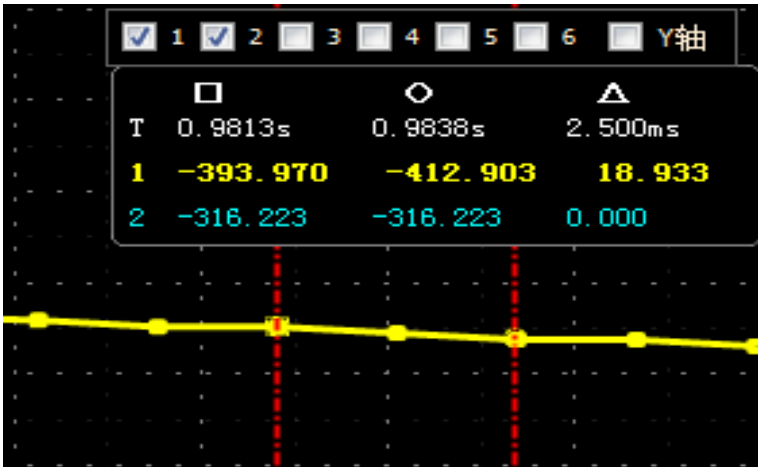 1 2 3 4 5 6 Y轴
□ ○ △
T 0.9813s 0.9838s 2.500ms
1 -393.970 -412.903 18.933
2 -316.223 -316.223 0.000